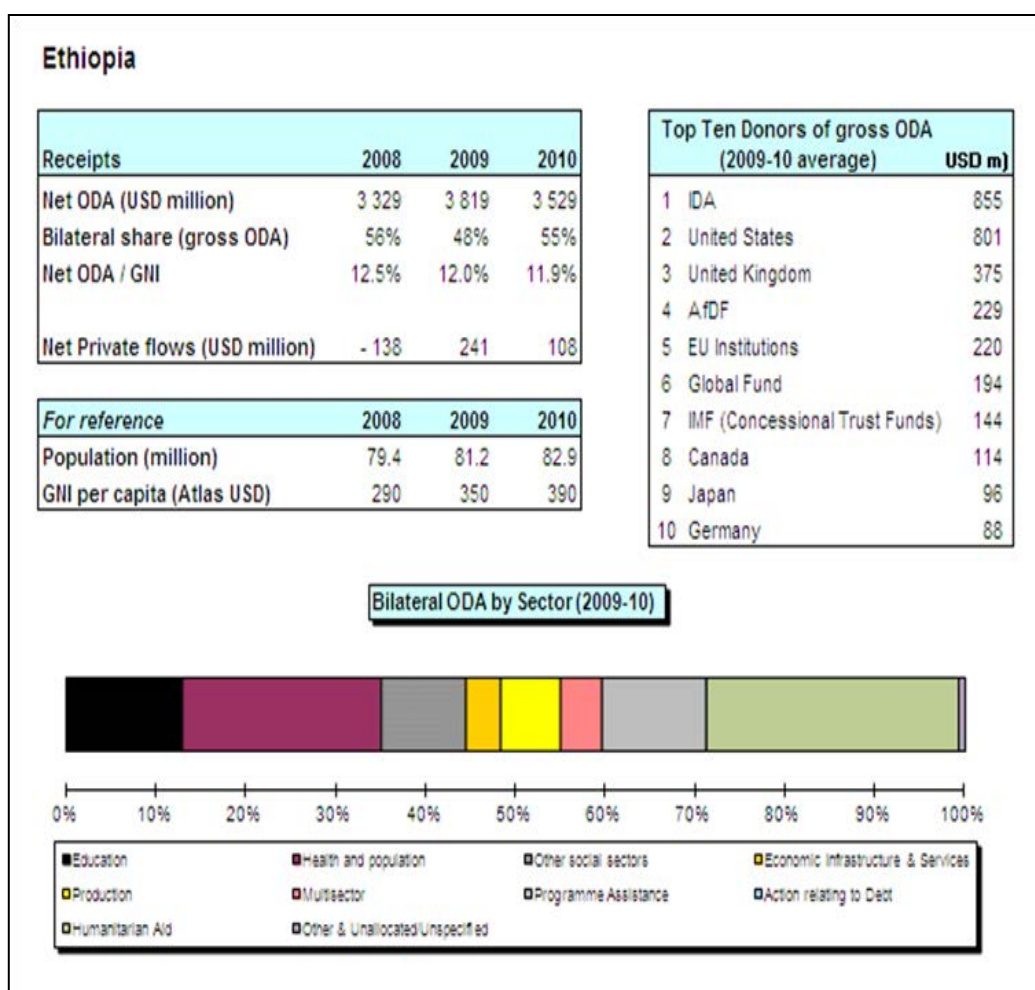 Ethiopia
Receipts 2008 2009 2010
Net ODA (USD million) 3 329 3 819 3 529
Bilateral share (gross ODA) 56% 48% 55%
Net ODA / GNI 12.5% 12.0% 11.9%
Net Private flows (USD million) - 138 241 108
For reference 2008 2009 2010
Population (million) 79.4 81.2 82.9
GNI per capita (Atlas USD) 290 350 390
Top Ten Donors of gross ODA
(2009-10 average) USD m)
1 IDA 855
2 United States 801
3 United Kingdom 375
4 AfDF 229
5 EU Institutions 220
6 Global Fund 194
7 IMF (Concessional Trust Funds) 144
8 Canada 114
9 Japan 96
10 Germany 88
Bilateral ODA by Sector (2009-10)
0% 10% 20% 30% 40% 50% 60% 70% 80% 90% 100%
Education Health and population Other social sectors Economic Infrastructure & Services
Production Multisector Programme Assistance Action relating to Debt
Humanitarian Aid Other & Unallocated/Unspecified